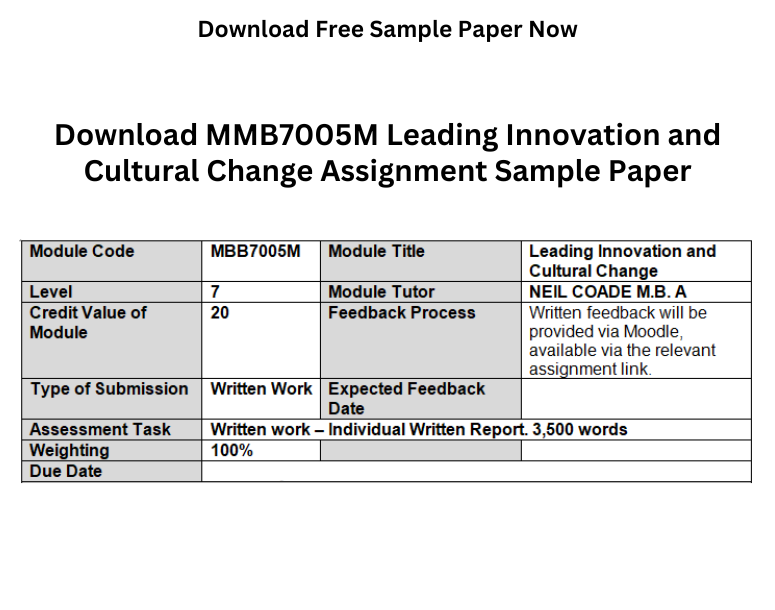 Download Free Sample Paper Now
Download MMB7005M Leading Innovation and
Cultural Change Assignment Sample Paper
Module Code MBB7005M Module Title Leading Innovation and
Cultural Change
Level 7 Module Tutor NEIL COADE M.B. A
Credit Value of 20 Feedback Process Written feedback will be
Module provided via Moodle,
available via the relevant
assignment link.
Type of Submission Written Work Expected Feedback
Date
Assessment Task Written work – Individual Written Report. 3,500 words
Weighting 100%
Due Date